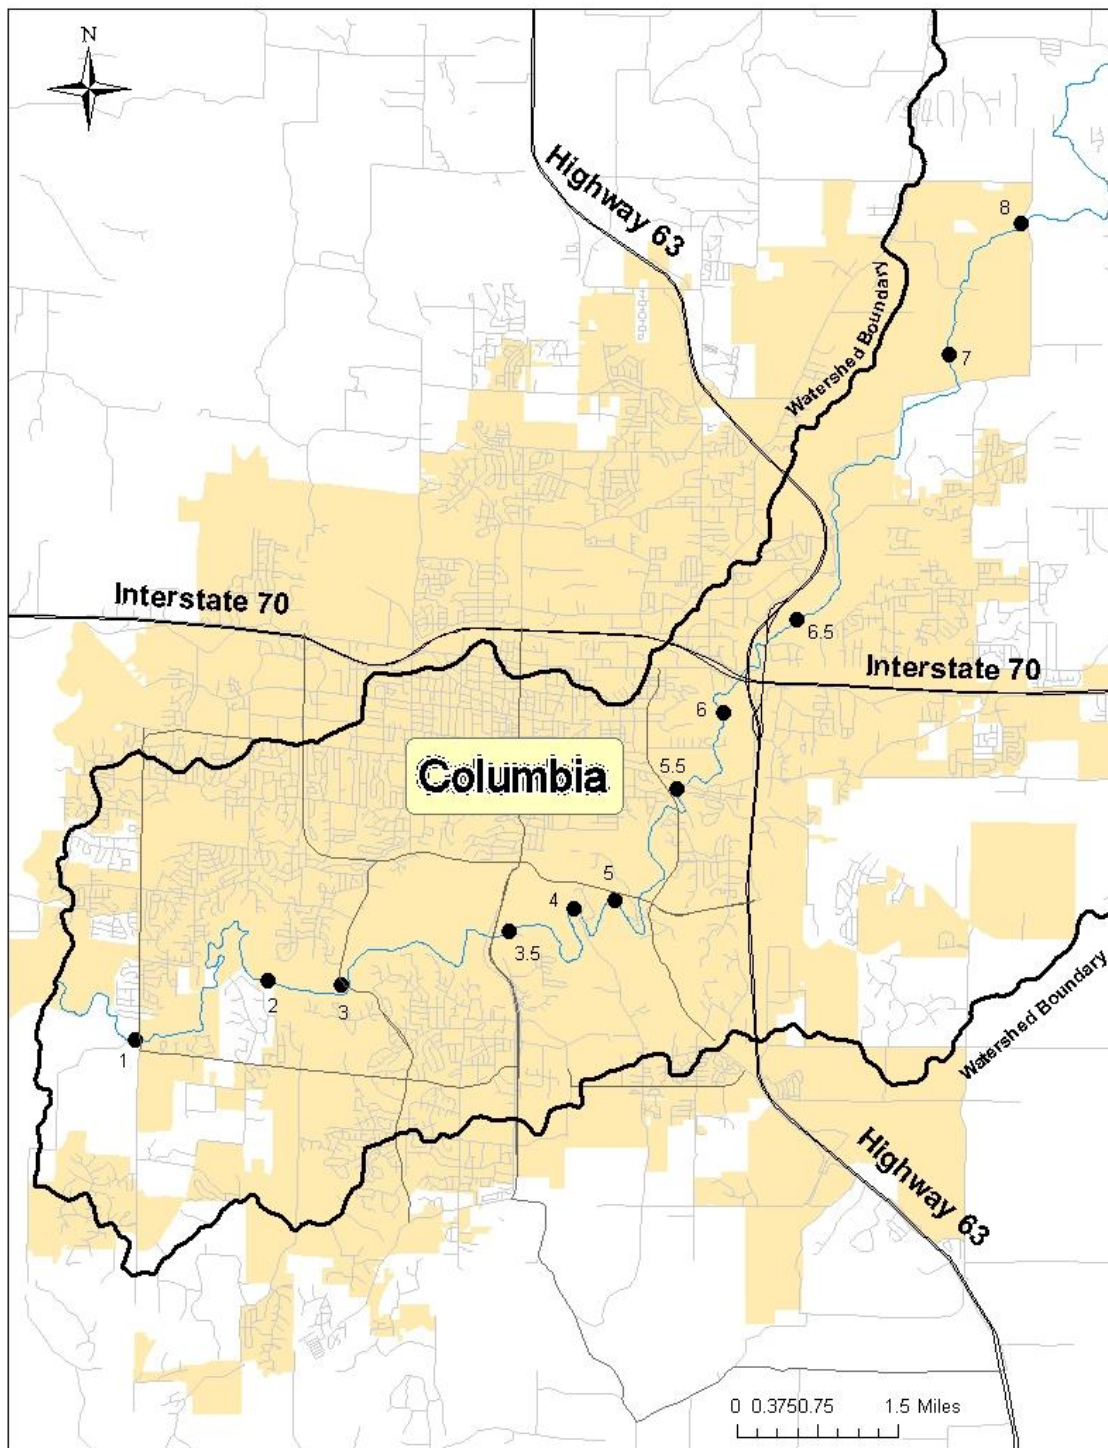 N
Highway 63
8
Watershed Boundary
7
Interstate 70
6.5
Interstate 70
6
5.5
Columbia
5
4
3.5
2
3
1
Watershed Boundary
Highway 63
0 0.3750.75 1.5 Miles